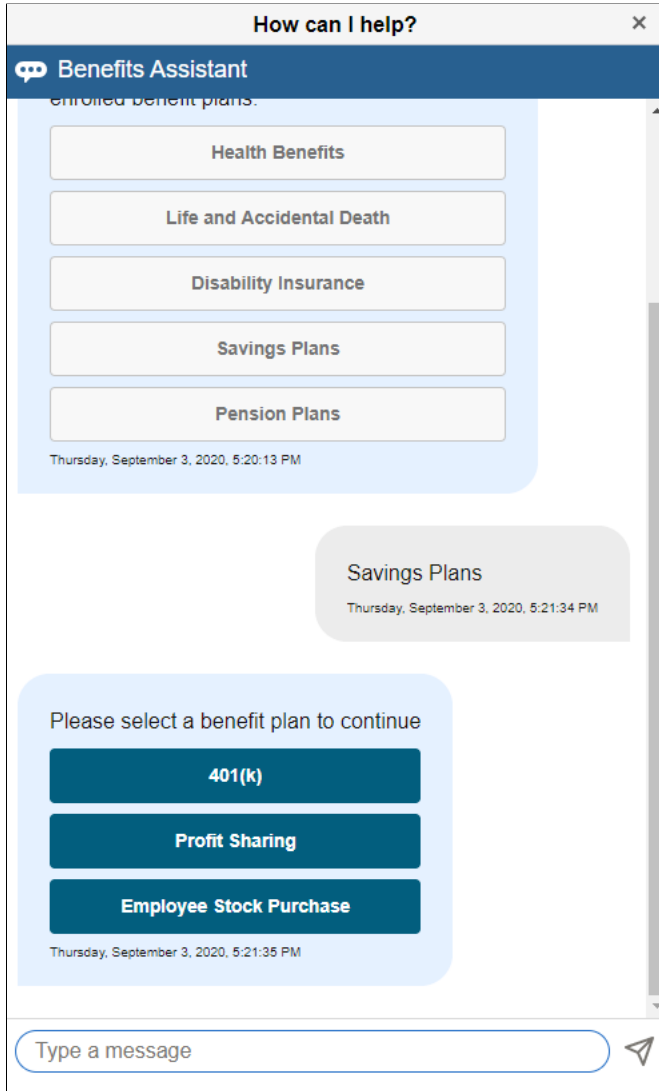 How can I help?
Benefits Assistant
enrolled benefit plans:
Health Benefits
Life and Accidental Death
Disability Insurance
Savings Plans
Pension Plans
Thursday, September 3, 2020, 5:20:13 PM
Savings Plans
Thursday, September 3, 2020, 5:21:34 PM
Please select a benefit plan to continue
401(k)
Profit Sharing
Employee Stock Purchase
Thursday, September 3, 2020, 5:21:35 PM
Type a message